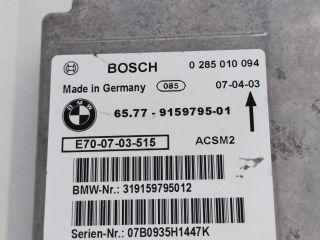 BOSCH 0 285 010 094
Made in Germany 085 07-04-03
BMW 65.77 - 9159795-01
E70-07-03-515 ACSM2
BMW-Nr.: 319159795012
Serien-Nr.: 07B0935H1447K